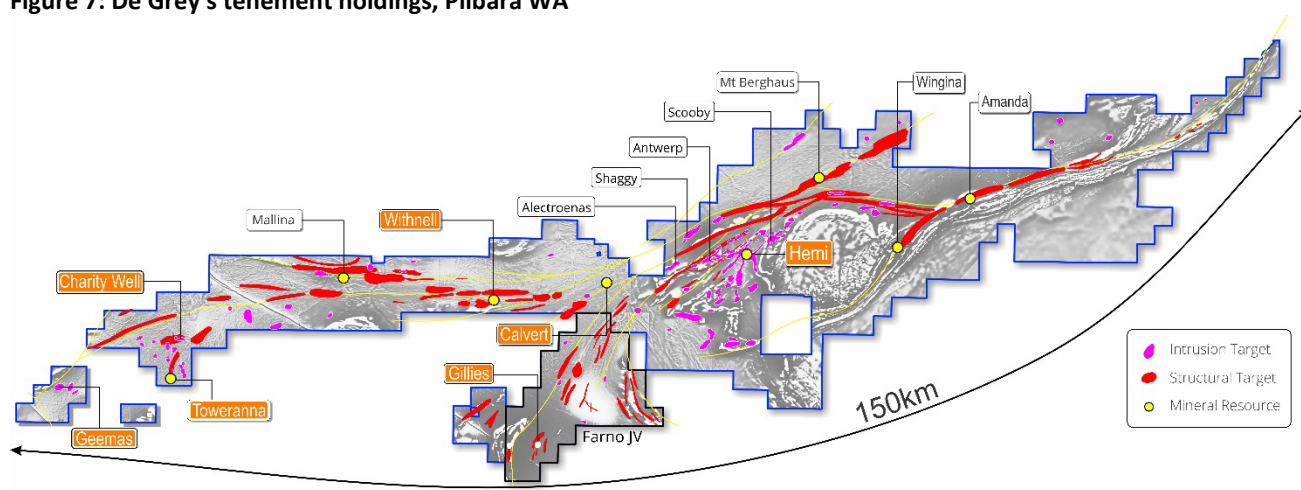 Figure 7: De Grey's tenement holdings, Pilbara WA
Mt Berghaus
Wingina
Scooby
Amanda
Antwerp
Shaggy
Alectroenas
Mallina
Withnell
Hemi
Charity Well
Calvert
Gillies
Toweranna
Geemas
Farno JV
150km
Intrusion Target
Structural Target
Mineral Resource